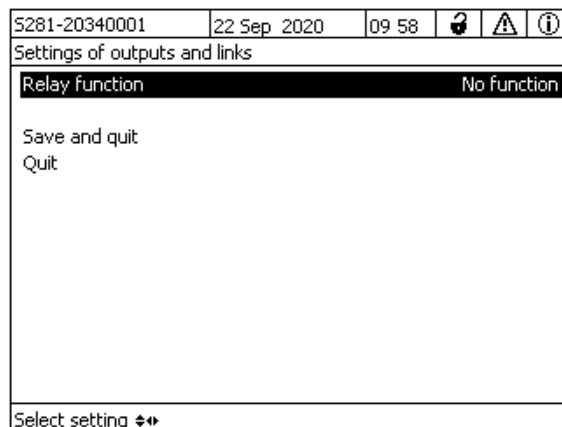 S281-20340001 22 Sep 2020 09 58
Settings of outputs and links
Relay function No function
Save and quit
Quit
Select setting